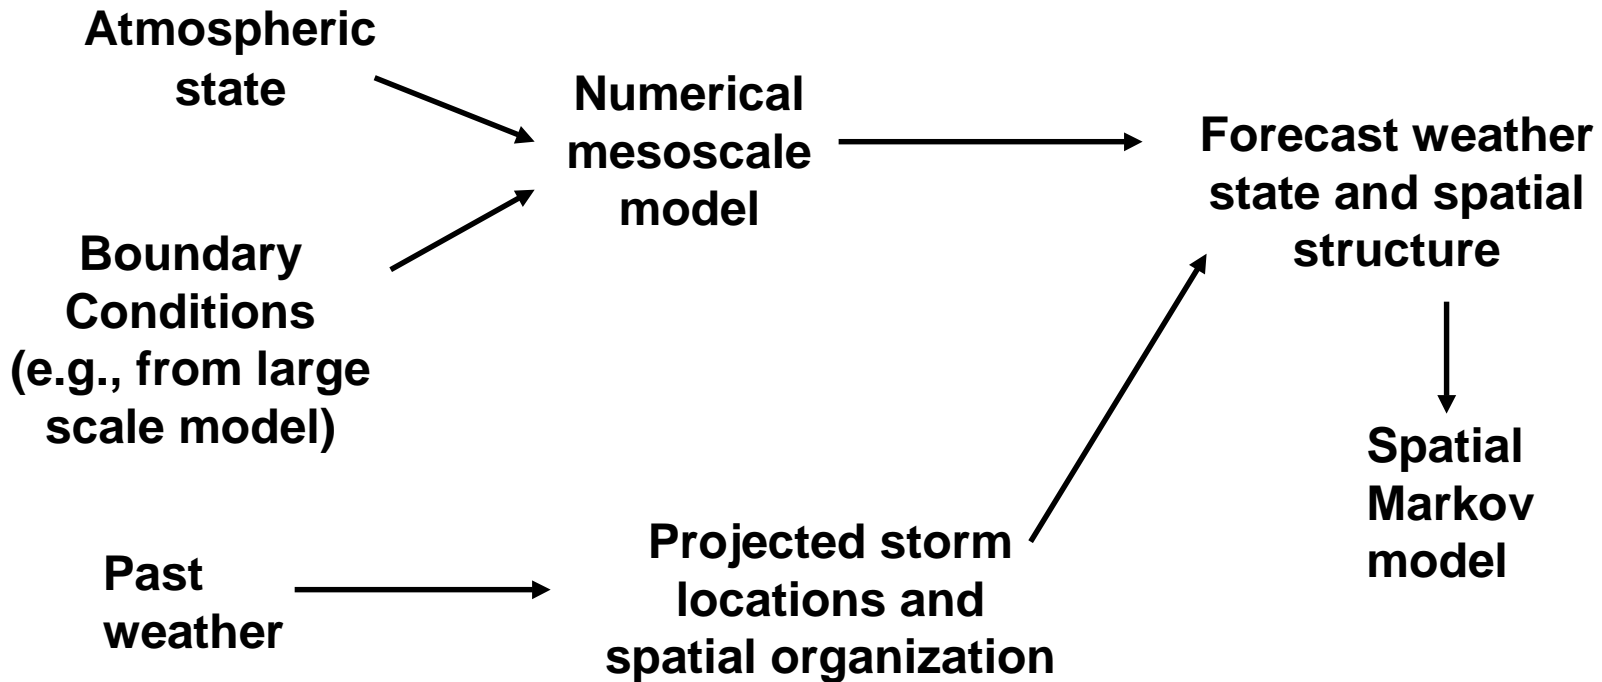 Atmospheric
state
Numerical
mesoscale
model
Forecast weather
state and spatial
structure
Boundary
Conditions
(e.g., from large
scale model)
Spatial
Markov
model
Past
weather
Projected storm
locations and
spatial organization